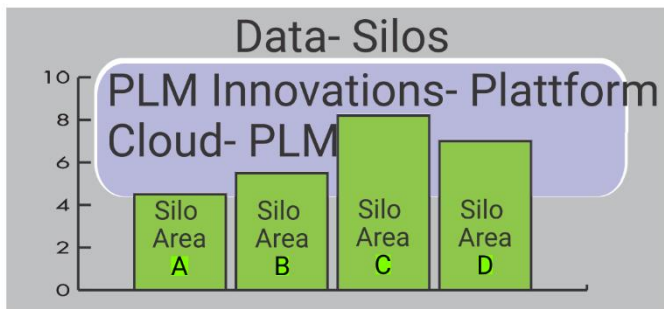 Data- Silos
PLM Innovations- Plattform
Cloud- PLM
10
8
6
4
2
0
Silo
Area
A
Silo
Area
B
Silo
Area
C
Silo
Area
D